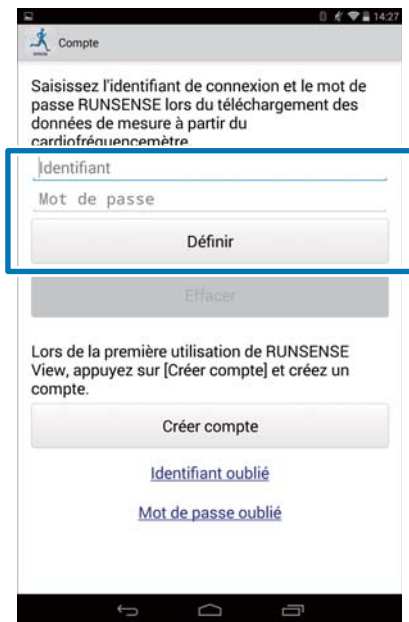 14:27
Compte
Saisissez l'identifiant de connexion et le mot de
passe RUNSENSE lors du téléchargement des
données de mesure à partir du
cardiofréquencemètre.
Identifiant
Mot de passe
Définir
Effacer
Lors de la première utilisation de RUNSENSE
View, appuyez sur [Créer compte] et créez un
compte.
Créer compte
Identifiant oublié
Mot de passe oublié